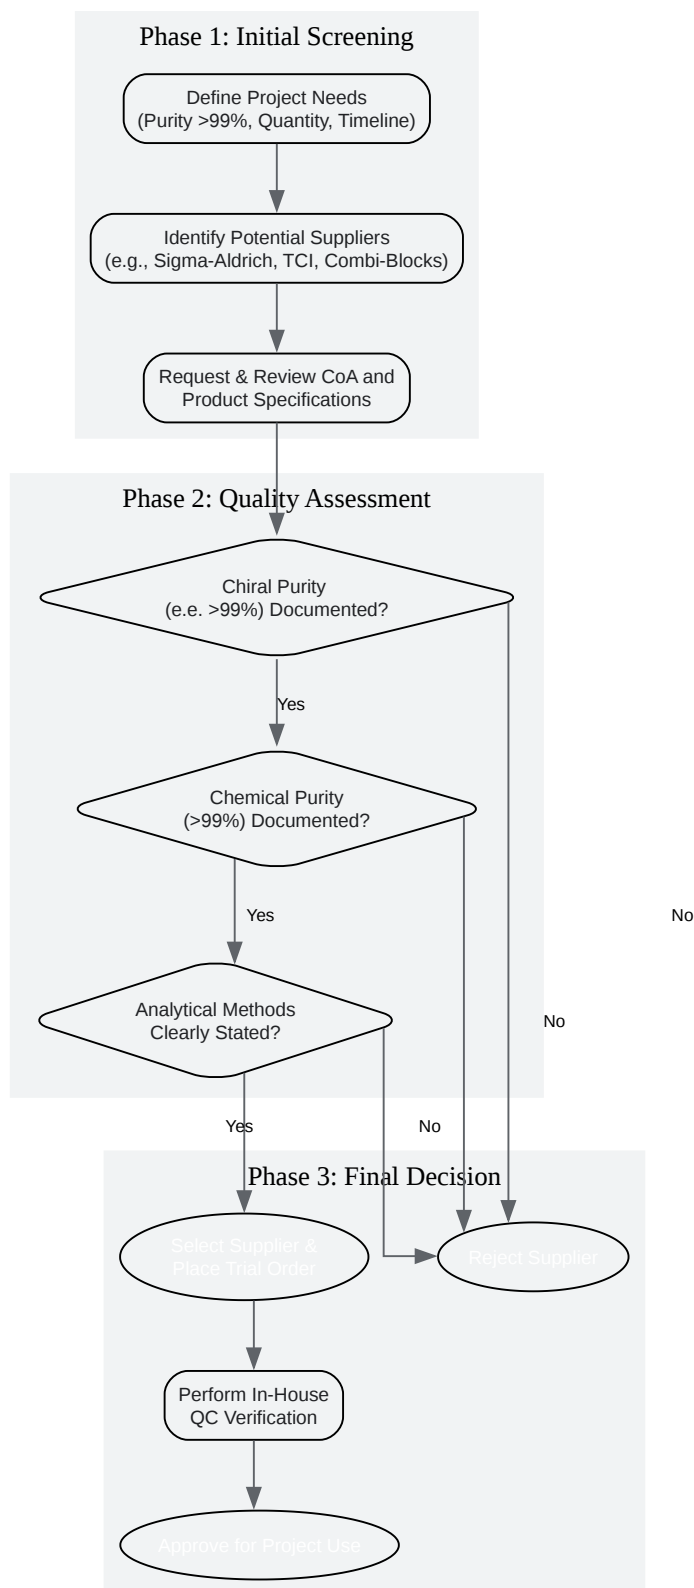 Phase 1: Initial Screening
Define Project Needs
(Purity >99%, Quantity, Timeline)
Identify Potential Suppliers
(e.g., Sigma-Aldrich, TCI, Combi-Blocks)
Request & Review CoA and
Product Specifications
Phase 2: Quality Assessment
Chiral Purity
(e.e. >99%) Documented?
Yes
Chemical Purity
(>99%) Documented?
Yes
No
Analytical Methods
Clearly Stated?
No
Yes
No
Phase 3: Final Decision
Select Supplier &
Place Trial Order
Reject Supplier
Perform In-House
QC Verification
Approve for Project Use